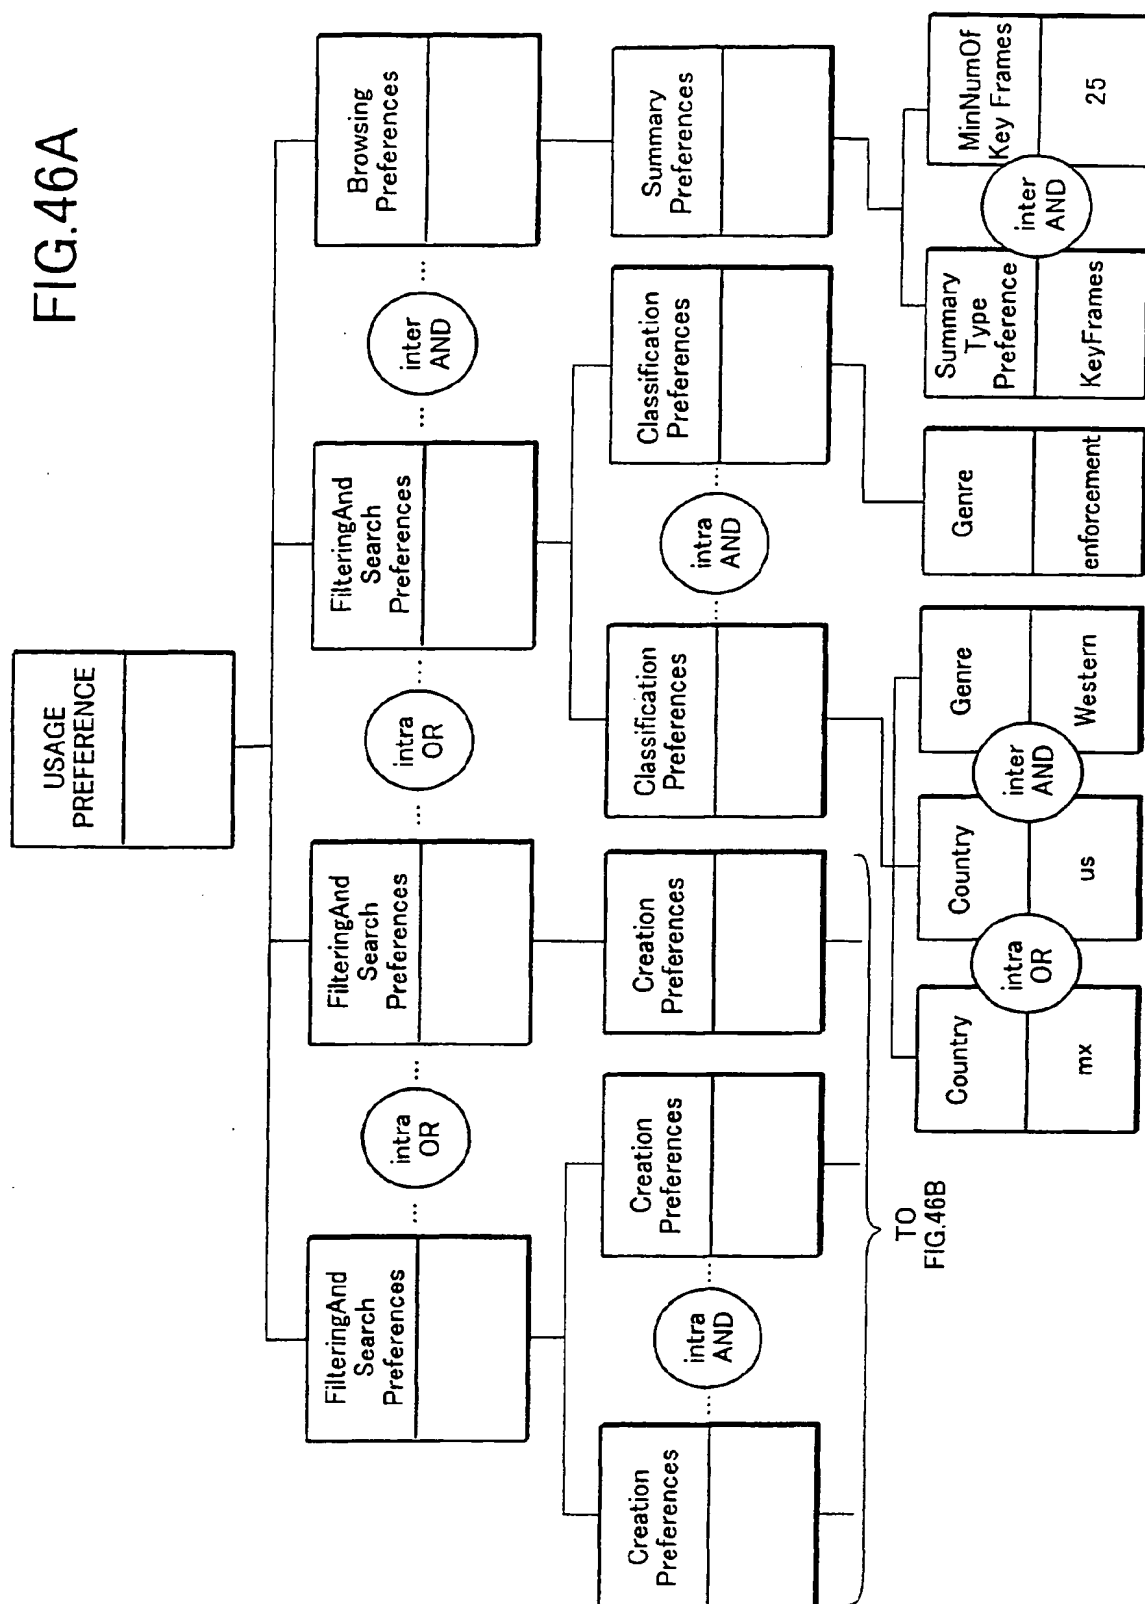 FIG.46A
USAGE
PREFERENCE
FilteringAnd
Search
Preferences
...
intra
OR
...
FilteringAnd
Search
Preferences
...
intra
OR
...
FilteringAnd
Search
Preferences
...
inter
AND
...
Browsing
Preferences
Creation
Preferences
intra
AND
Creation
Preferences
Creation
Preferences
Classification
Preferences
intra
AND
Classification
Preferences
Summary
Preferences
TO
FIG.46B
Country
mx
intra
OR
Country
us
inter
AND
Genre
Western
Genre
enforcement
Summary
Type
Preference
KeyFrames
inter
AND
MinNumOf
Key Frames
25